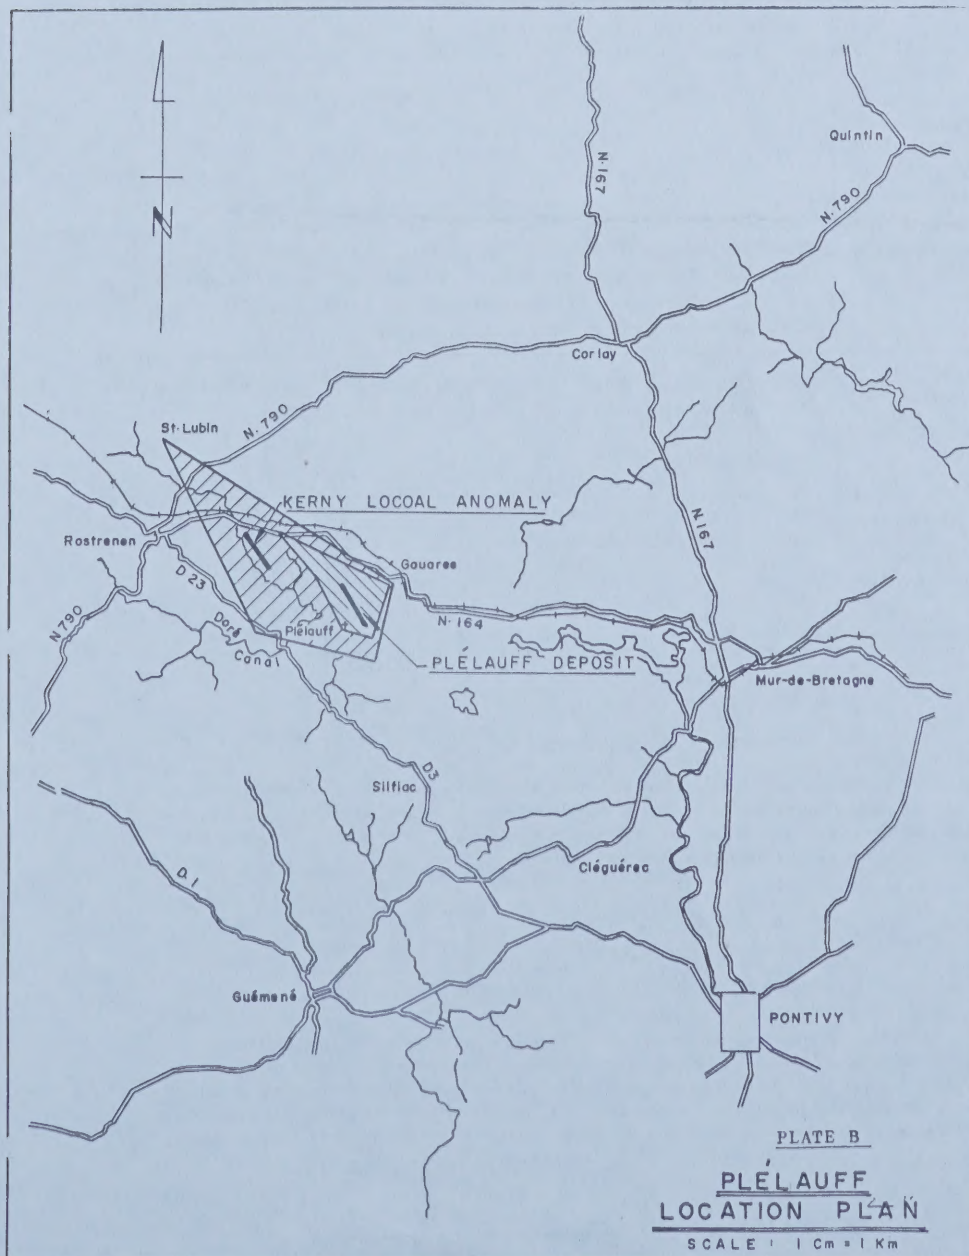 N
Quintin
N.167
N.790
Corlay
St-Lubin
N.790
KERNY LOCOAL ANOMALY
Rostrenen
Gouarec
N.167
D 23
N 790
Doré
Canal
Plélauff
N.164
PLÉLAUFF DEPOSIT
Mur-de-Bretagne
D3
Silfiac
D.1
Cléguérec
Guémené
PONTIVY
PLATE B
PLÉLAUFF
LOCATION PLAN
SCALE : 1 Cm = 1 Km